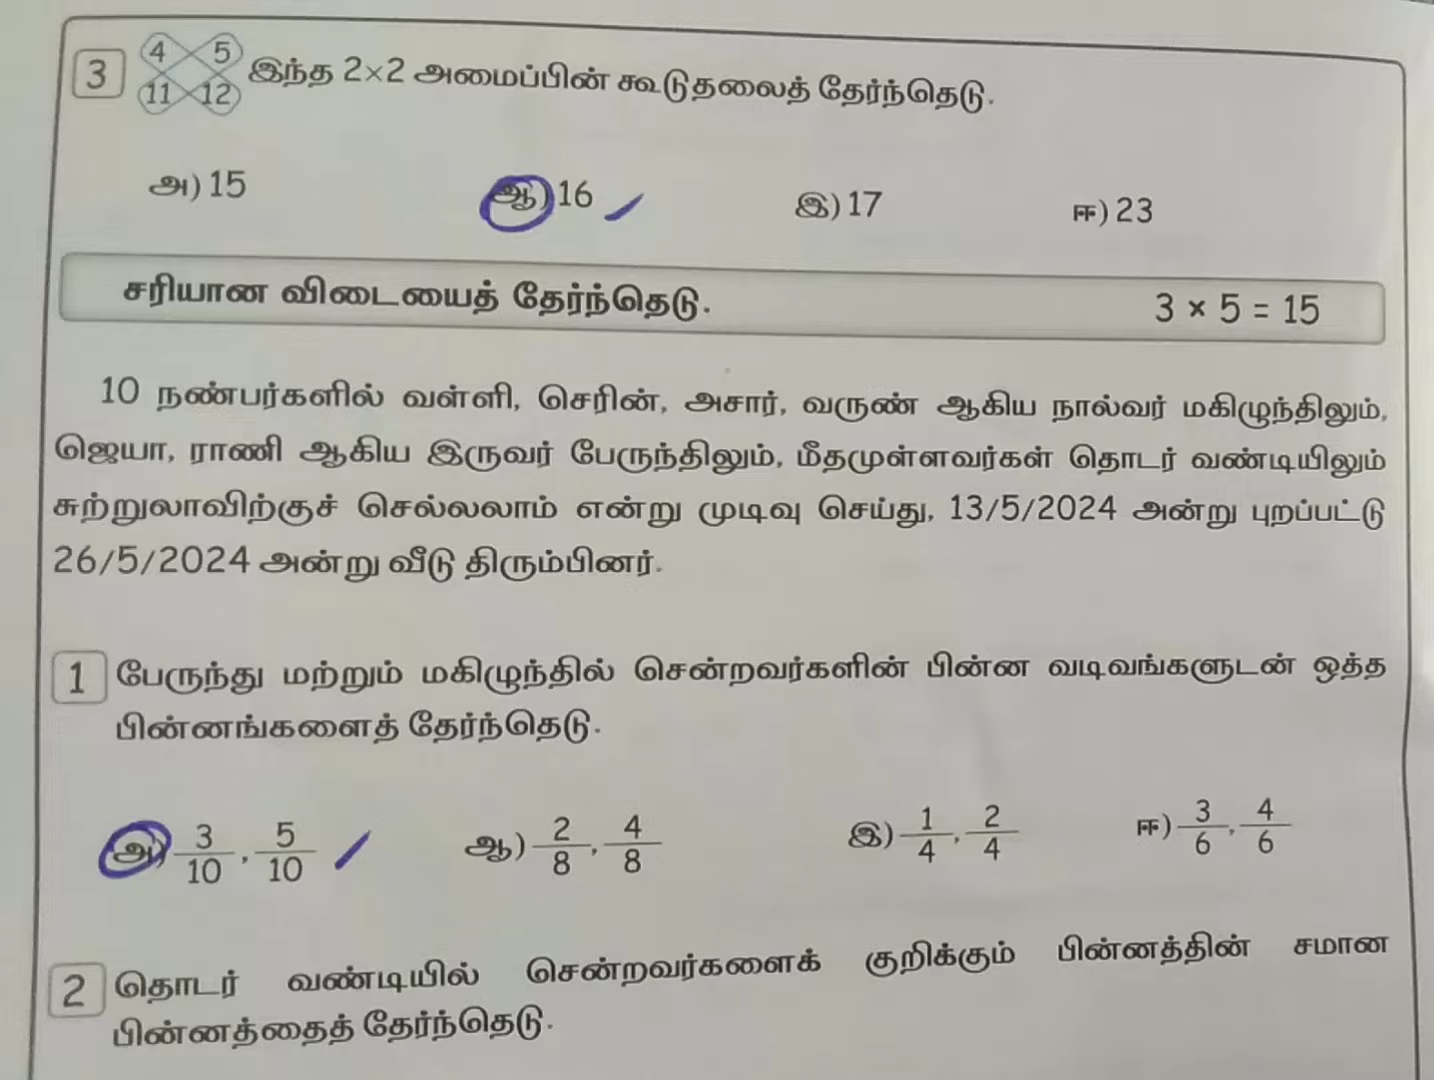 3 4 5 இந்த 2×2 அமைப்பின் கூடுதலைத் தேர்ந்தெடு.
11 12
அ) 15 ஆ) 16 இ) 17 ஈ) 23
சரியான விடையைத் தேர்ந்தெடு. 3 × 5 = 15
10 நண்பர்களில் வள்ளி, செரின், அசார், வருண் ஆகிய நால்வர் மகிழுந்திலும்,
ஜெயா, ராணி ஆகிய இருவர் பேருந்திலும், மீதமுள்ளவர்கள் தொடர் வண்டியிலும்
சுற்றுலாவிற்குச் செல்லலாம் என்று முடிவு செய்து, 13/5/2024 அன்று புறப்பட்டு
26/5/2024 அன்று வீடு திரும்பினர்.
1 பேருந்து மற்றும் மகிழுந்தில் சென்றவர்களின் பின்ன வடிவங்களுடன் ஒத்த
பின்னங்களைத் தேர்ந்தெடு.
அ) 3/10, 5/10 ஆ) 2/8, 4/8 இ) 1/4, 2/4 ஈ) 3/6, 4/6
2 தொடர் வண்டியில் சென்றவர்களைக் குறிக்கும் பின்னத்தின் சமான
பின்னத்தைத் தேர்ந்தெடு.